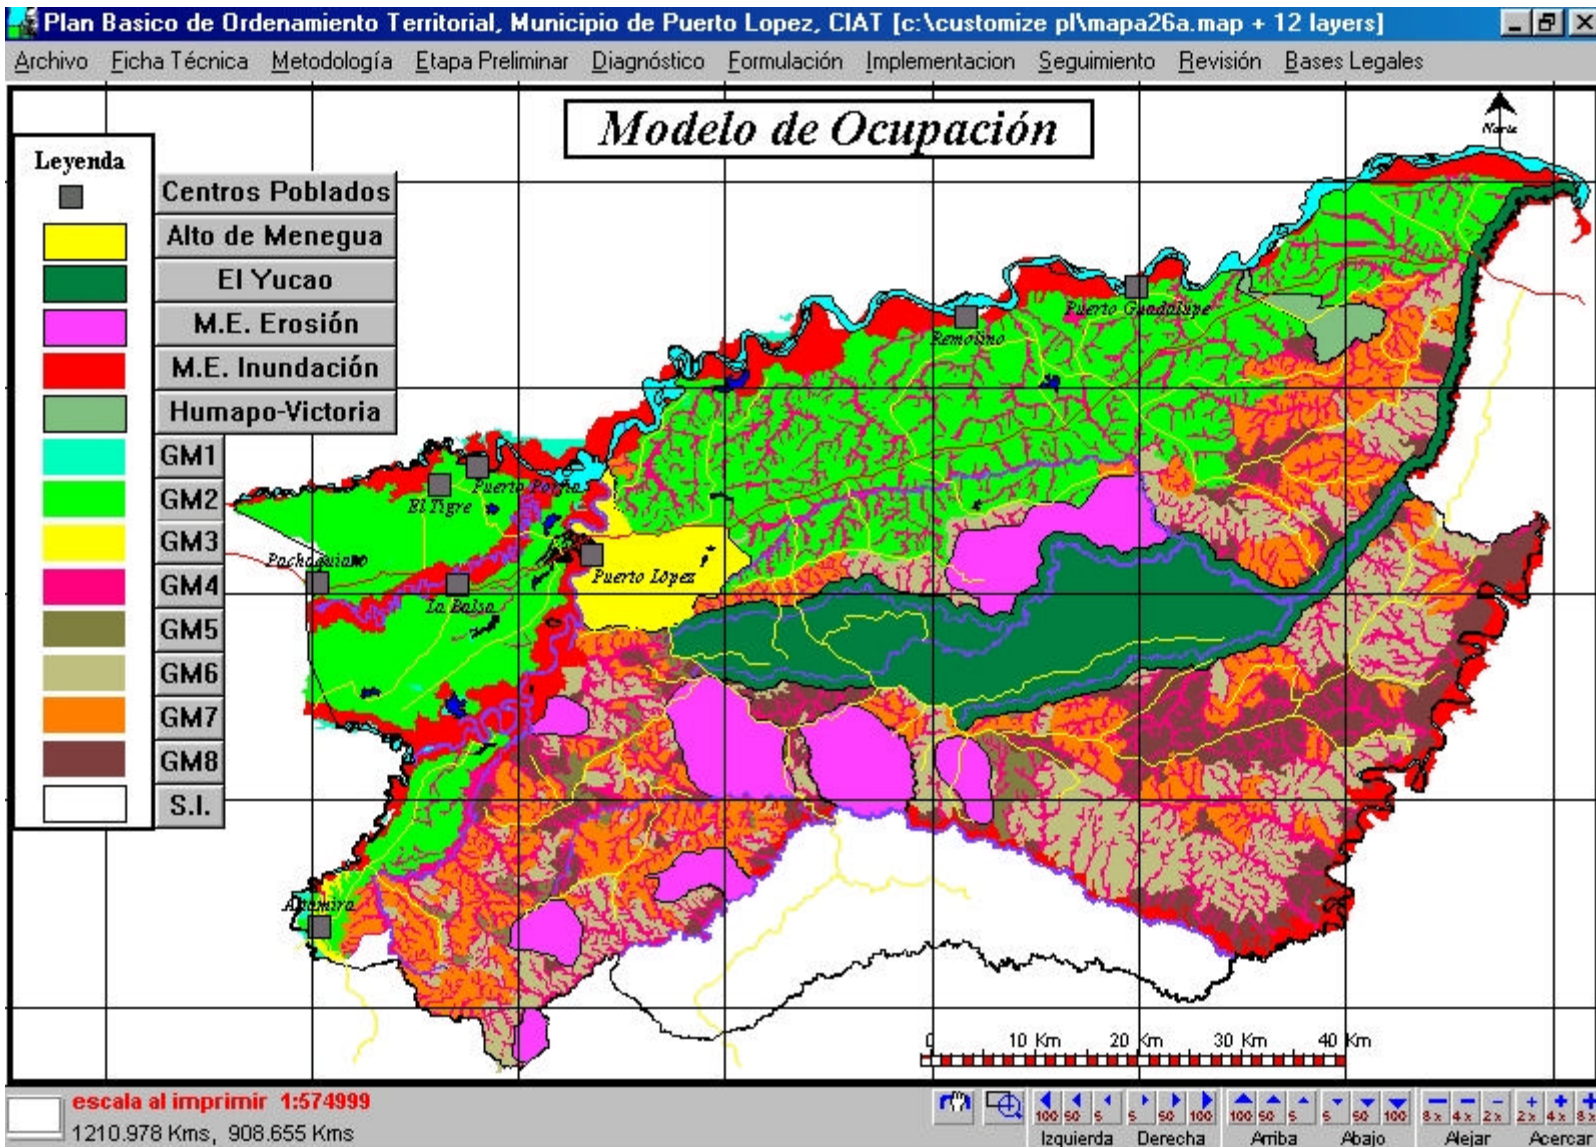 Plan Basico de Ordenamiento Territorial, Municipio de Puerto Lopez, CIAT [c:\customize pl\mapa26a.map + 12 layers]
Archivo Ficha Técnica Metodología Etapa Preliminar Diagnóstico Formulación Implementacion Seguimiento Revisión Bases Legales
Modelo de Ocupación
Norte
Leyenda
Centros Poblados
Alto de Menegua
El Yucao
M.E. Erosión
M.E. Inundación
Humapo-Victoria
GM1
GM2
GM3
GM4
GM5
GM6
GM7
GM8
S.I.
Puerto Guadalupe
Remolino
Puerto Porfia
El Tigre
Pachaquiaro
Puerto López
La Balsa
Altamira
0 10 Km 20 Km 30 Km 40 Km
escala al imprimir 1:574999
1210.978 Kms, 908.655 Kms
100 50 5 5 50 100 100 50 5 5 50 100 8x 4x 2x 2x 4x 8x
Izquierda Derecha Arriba Abajo Alejar Acercar